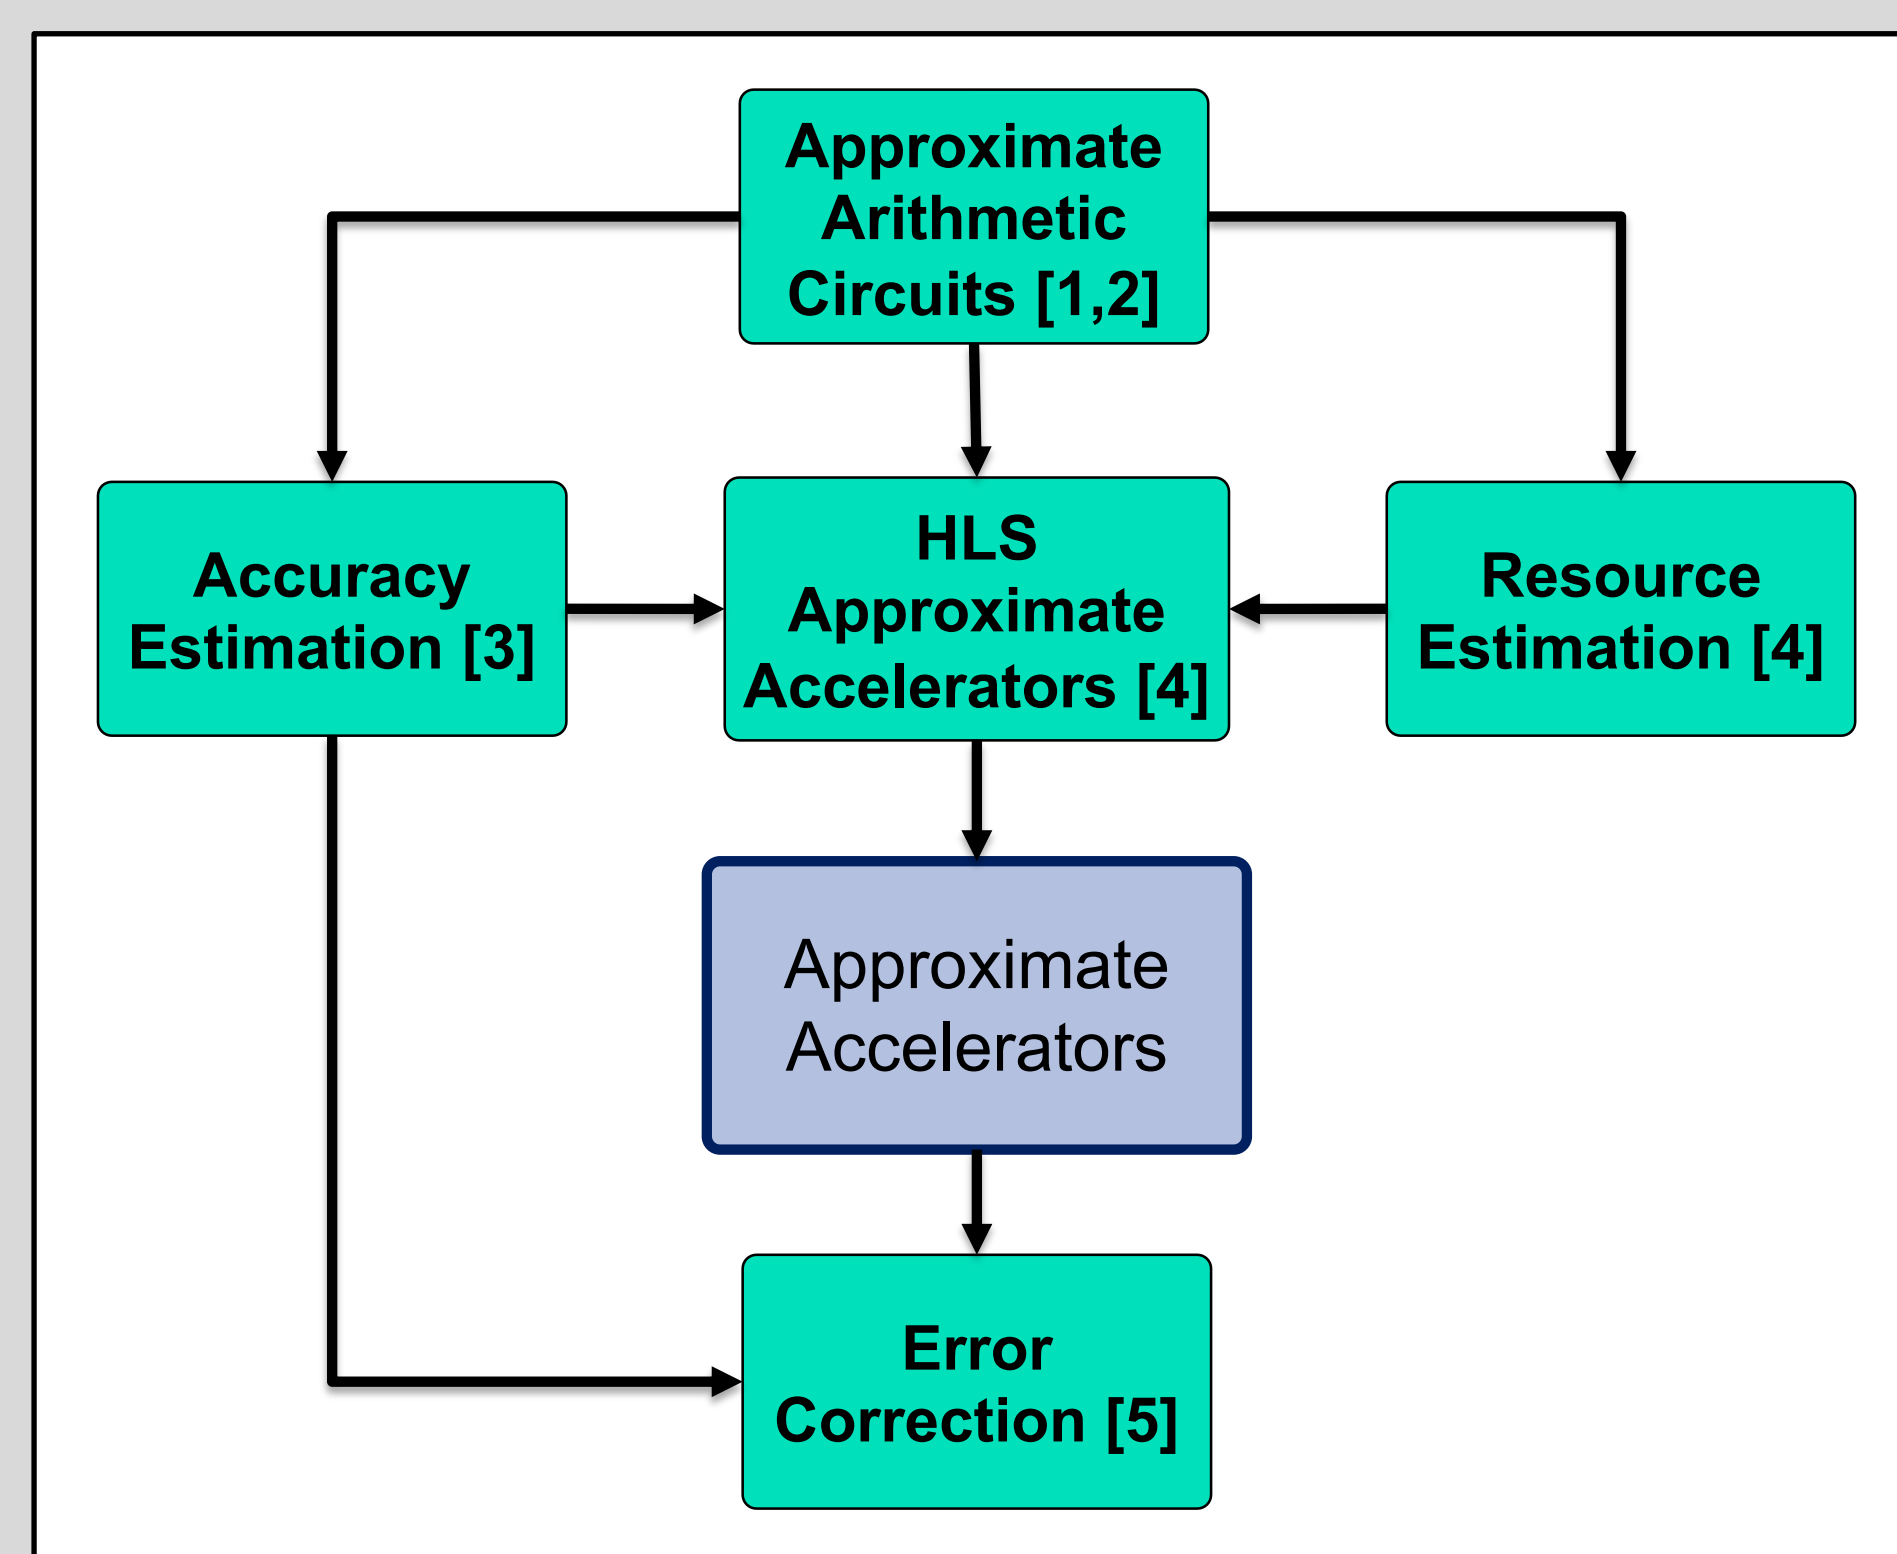 Approximate
Arithmetic
Circuits [1,2]
Accuracy
Estimation [3]
HLS
Approximate
Accelerators [4]
Resource
Estimation [4]
Approximate
Accelerators
Error
Correction [5]